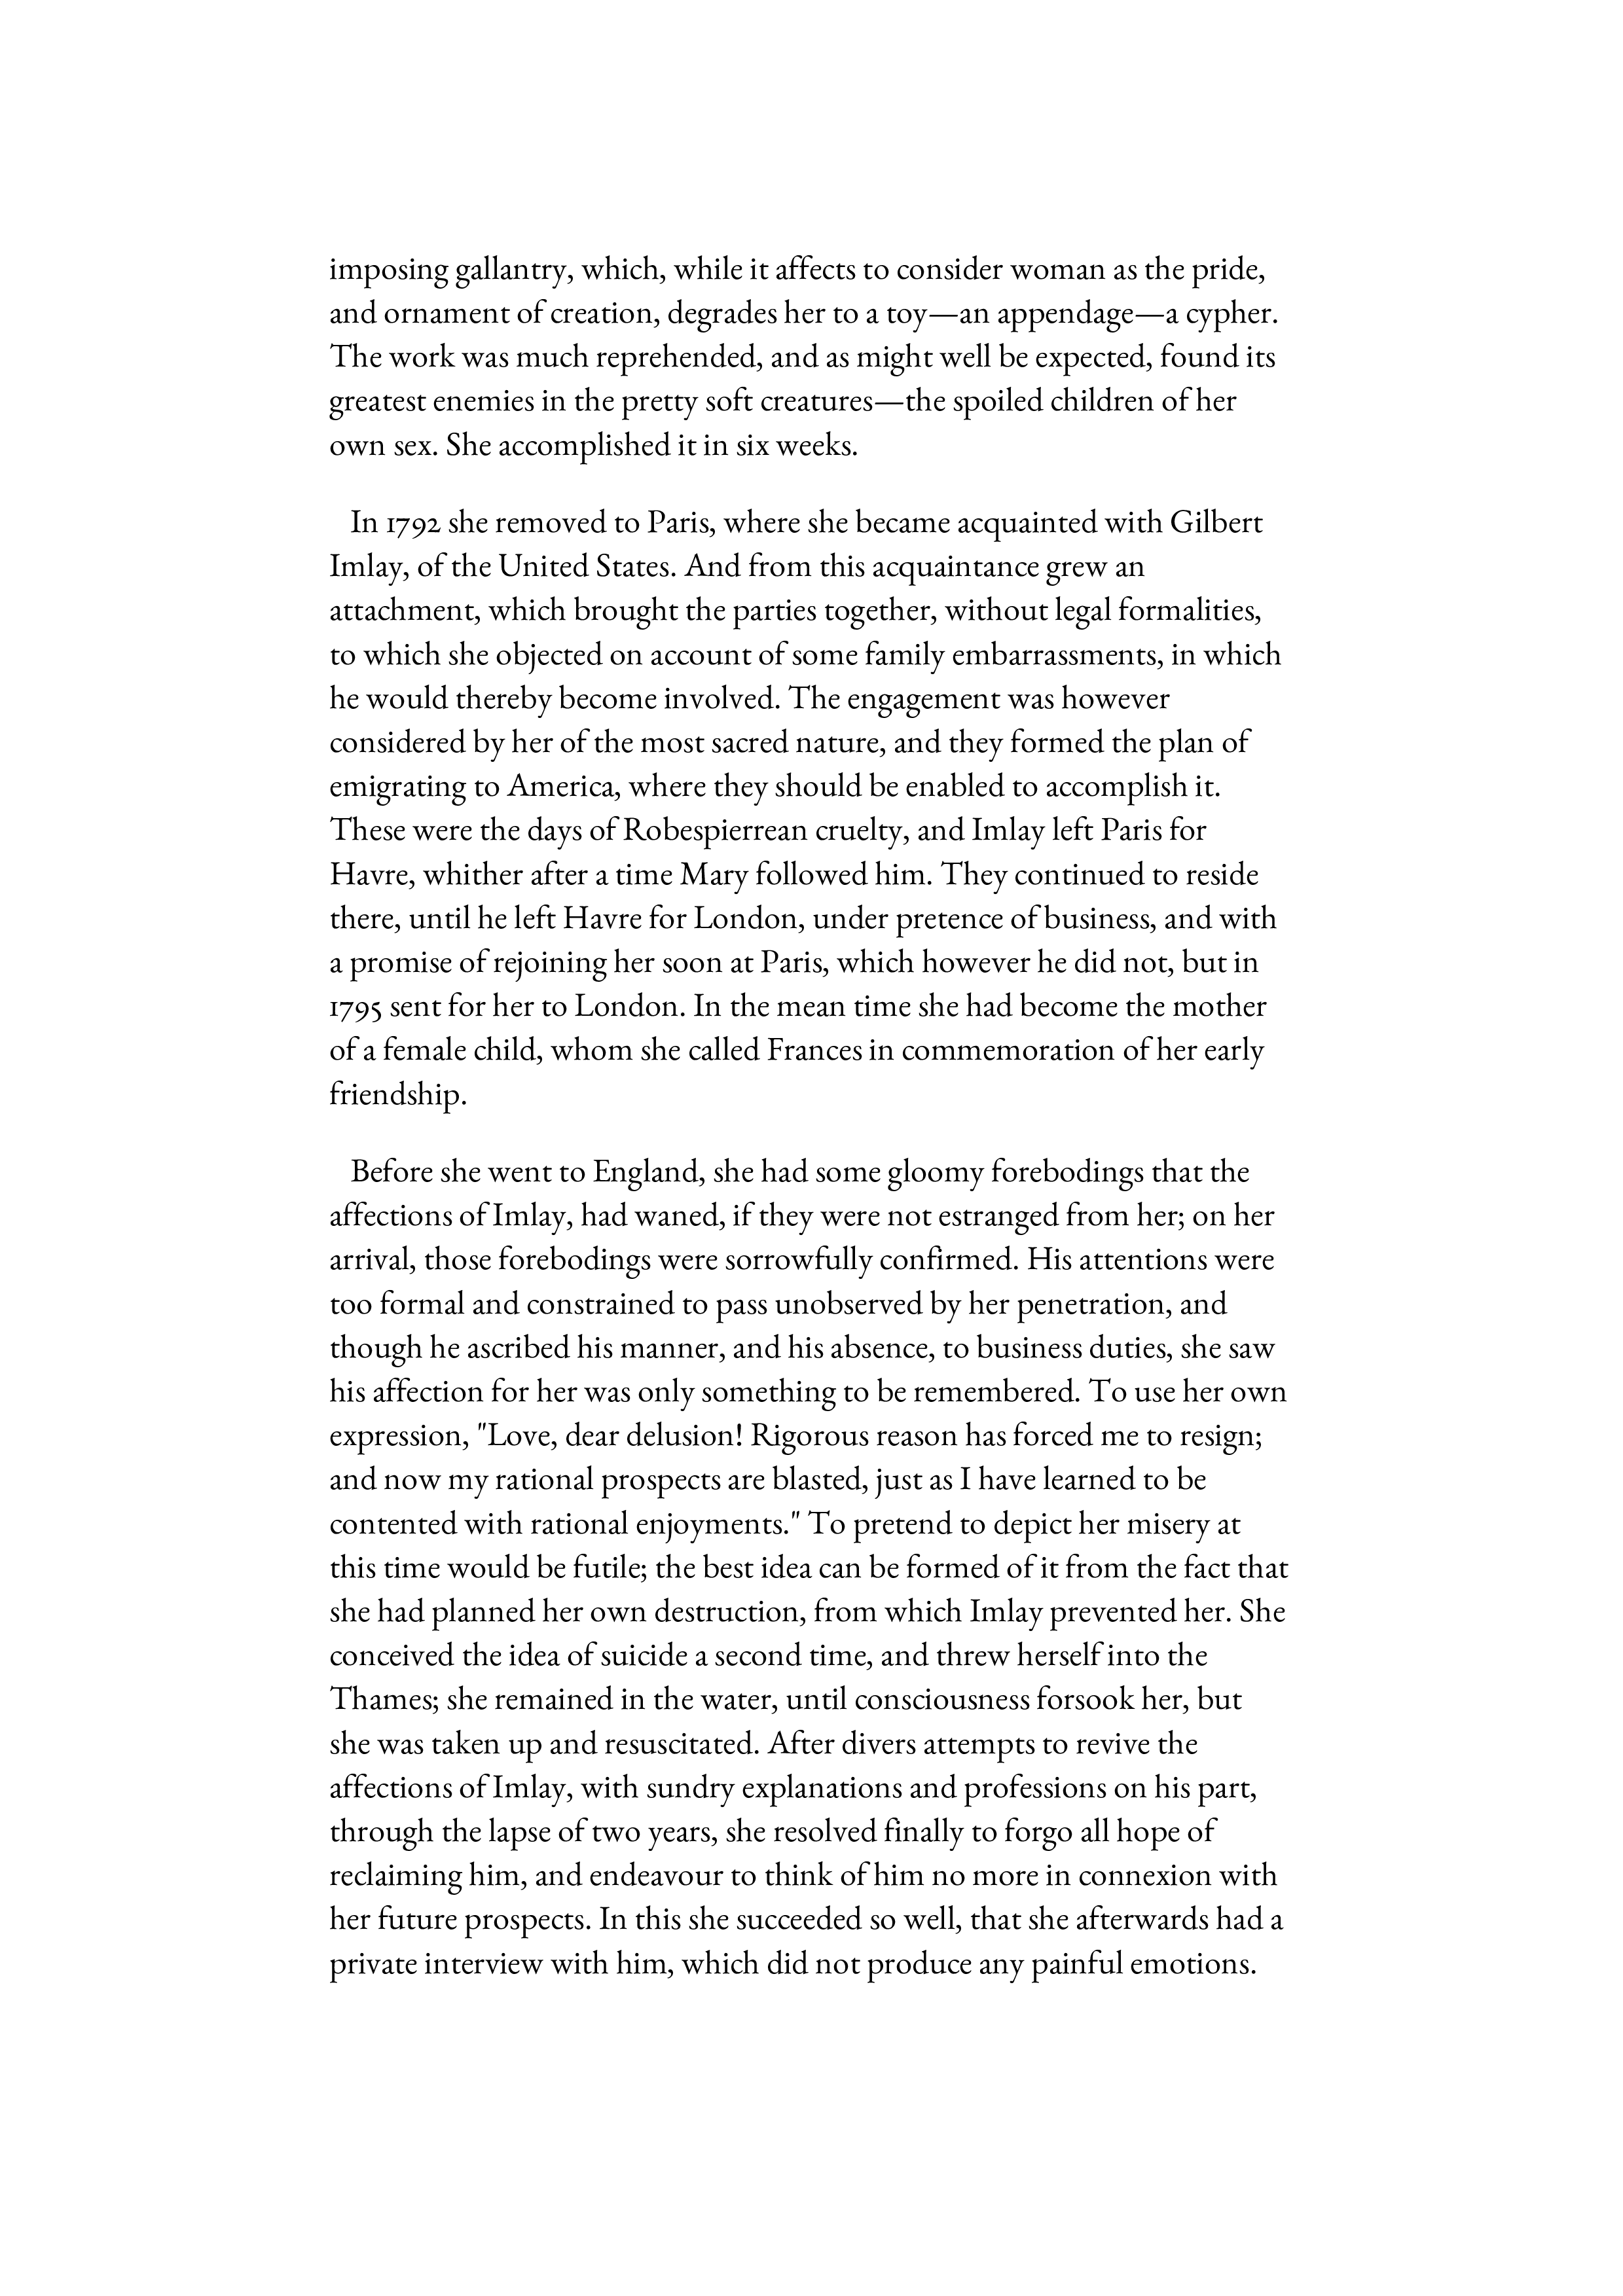 imposing gallantry, which, while it affects to consider woman as the pride,
and ornament of creation, degrades her to a toy—an appendage—a cypher.
The work was much reprehended, and as might well be expected, found its
greatest enemies in the pretty soft creatures—the spoiled children of her
own sex. She accomplished it in six weeks.
In 1792 she removed to Paris, where she became acquainted with Gilbert
Imlay, of the United States. And from this acquaintance grew an
attachment, which brought the parties together, without legal formalities,
to which she objected on account of some family embarrassments, in which
he would thereby become involved. The engagement was however
considered by her of the most sacred nature, and they formed the plan of
emigrating to America, where they should be enabled to accomplish it.
These were the days of Robespierrean cruelty, and Imlay left Paris for
Havre, whither after a time Mary followed him. They continued to reside
there, until he left Havre for London, under pretence of business, and with
a promise of rejoining her soon at Paris, which however he did not, but in
1795 sent for her to London. In the mean time she had become the mother
of a female child, whom she called Frances in commemoration of her early
friendship.
Before she went to England, she had some gloomy forebodings that the
affections of Imlay, had waned, if they were not estranged from her; on her
arrival, those forebodings were sorrowfully confirmed. His attentions were
too formal and constrained to pass unobserved by her penetration, and
though he ascribed his manner, and his absence, to business duties, she saw
his affection for her was only something to be remembered. To use her own
expression, "Love, dear delusion! Rigorous reason has forced me to resign;
and now my rational prospects are blasted, just as I have learned to be
contented with rational enjoyments." To pretend to depict her misery at
this time would be futile; the best idea can be formed of it from the fact that
she had planned her own destruction, from which Imlay prevented her. She
conceived the idea of suicide a second time, and threw herself into the
Thames; she remained in the water, until consciousness forsook her, but
she was taken up and resuscitated. After divers attempts to revive the
affections of Imlay, with sundry explanations and professions on his part,
through the lapse of two years, she resolved finally to forgo all hope of
reclaiming him, and endeavour to think of him no more in connexion with
her future prospects. In this she succeeded so well, that she afterwards had a
private interview with him, which did not produce any painful emotions.